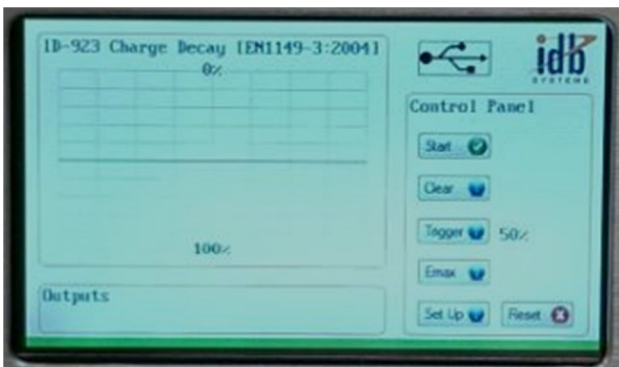 ID-923 Charge Decay [EN1149-3:2004]
0%
100%
Outputs
idb
SYSTEMS
Control Panel
Start
Clear
Trigger 50%
Emax
Set Up Reset